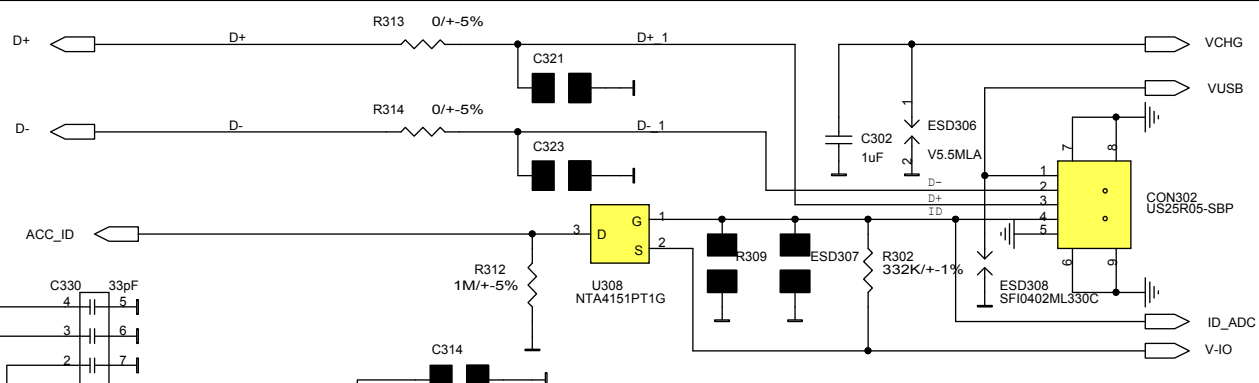 R313 0/+-5%
D+ D+ D+_1 VCHG
C321
VUSB
R314 0/+-5%
D- D- D-_1
1
ESD306
C302
1uF
2
V5.5MLA
C323
7 8
1
D- 2
D+ 3
ID 4
5
CON302
US25R05-SBP
ACC_ID 3 D G 1
S 2
R312
1M/+-5%
U308
NTA4151PT1G
R309 ESD307 R302
332K/+-1%
6 9
ESD308
SFI0402ML330C
C330 33pF
4 5
3 6
2 7
ID_ADC
V-IO
C314